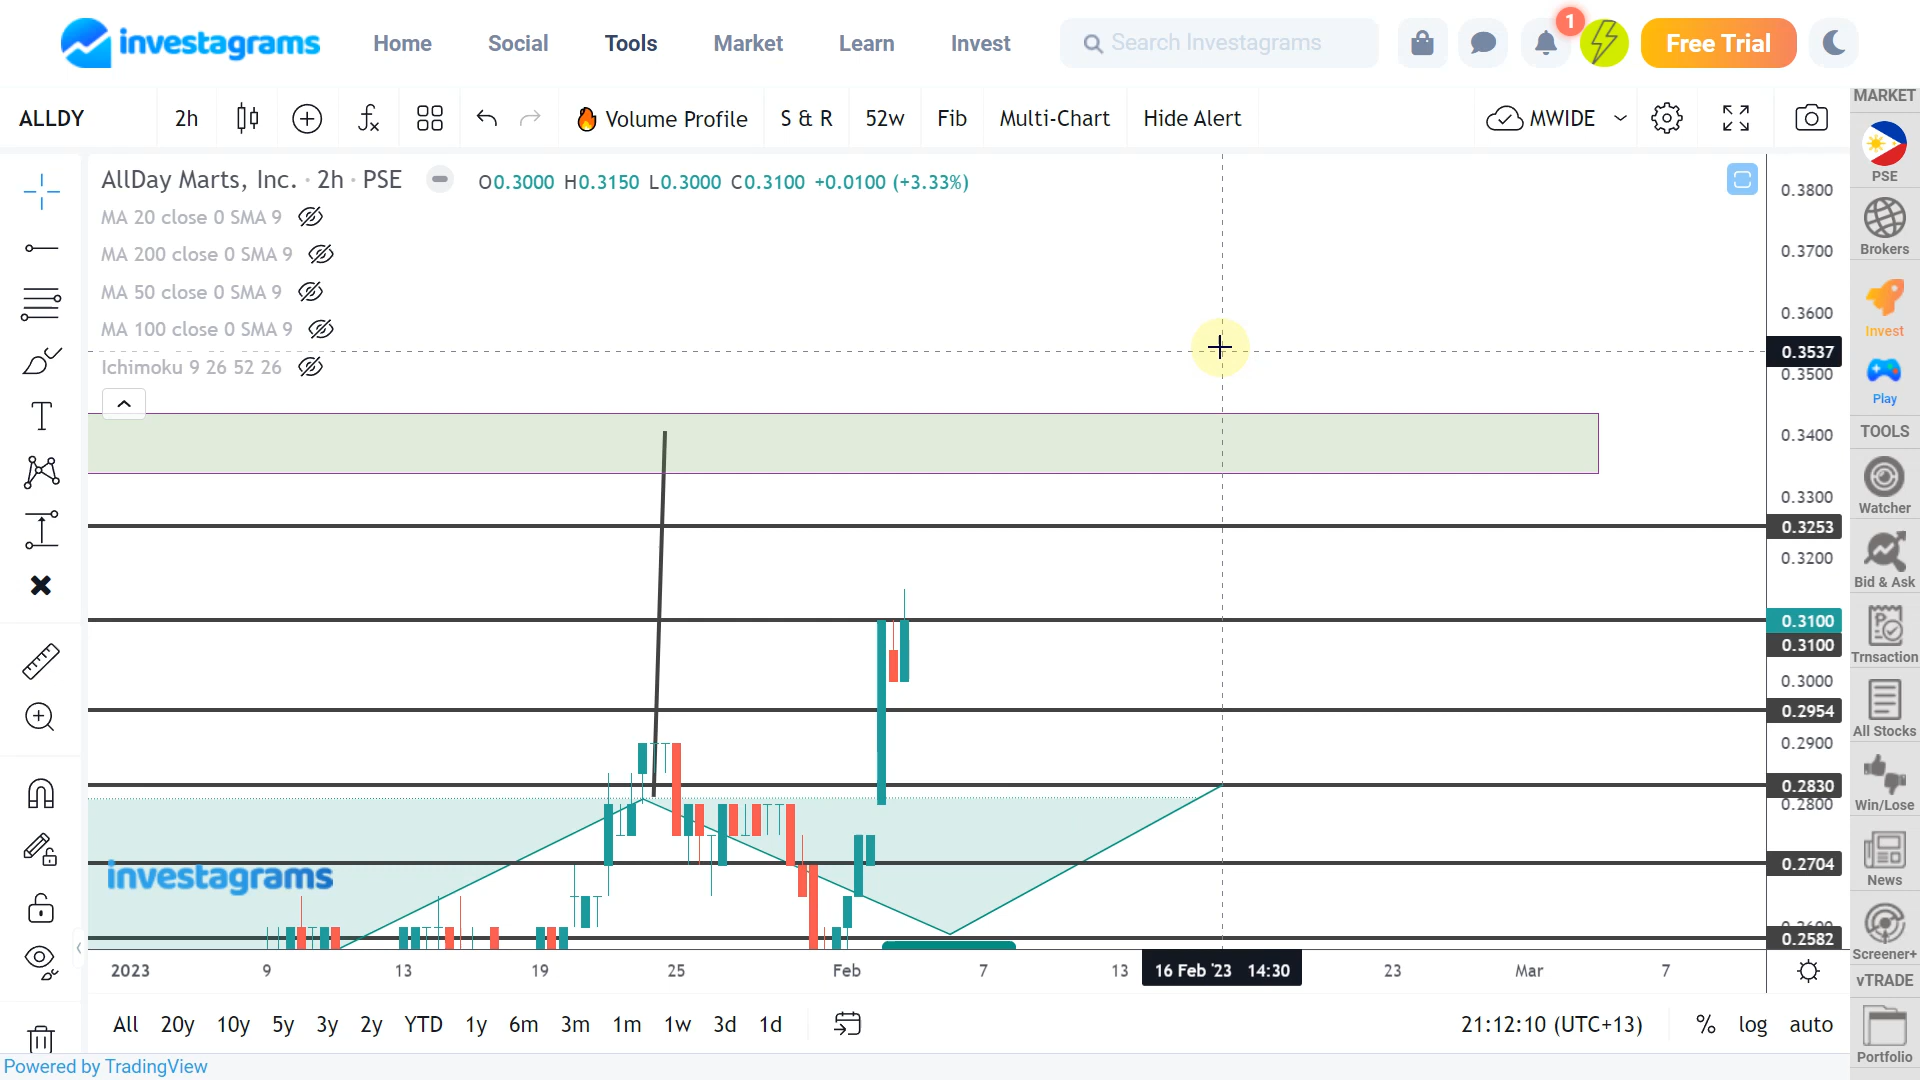 investagrams
Home
Social
Tools
Market
Learn
Invest
Search Investagrams
1
Free Trial
ALLDY
2h
Volume Profile
S & R
52w
Fib
Multi-Chart
Hide Alert
MWIDE
MARKET
PSE
Brokers
Invest
Play
TOOLS
Watcher
Bid & Ask
Trnsaction
All Stocks
Win/Lose
News
Screener+
vTRADE
Portfolio
AllDay Marts, Inc. · 2h · PSE
O0.3000 H0.3150 L0.3000 C0.3100 +0.0100 (+3.33%)
MA 20 close 0 SMA 9
MA 200 close 0 SMA 9
MA 50 close 0 SMA 9
MA 100 close 0 SMA 9
Ichimoku 9 26 52 26
0.3800
0.3700
0.3600
0.3537
0.3500
0.3400
0.3300
0.3253
0.3200
0.3100
0.3100
0.3000
0.2954
0.2900
0.2830
0.2800
0.2704
0.2600
0.2582
investagrams
2023
9
13
19
25
Feb
7
13
16 Feb '23 14:30
23
Mar
7
All
20y
10y
5y
3y
2y
YTD
1y
6m
3m
1m
1w
3d
1d
21:12:10 (UTC+13)
%
log
auto
Powered by TradingView